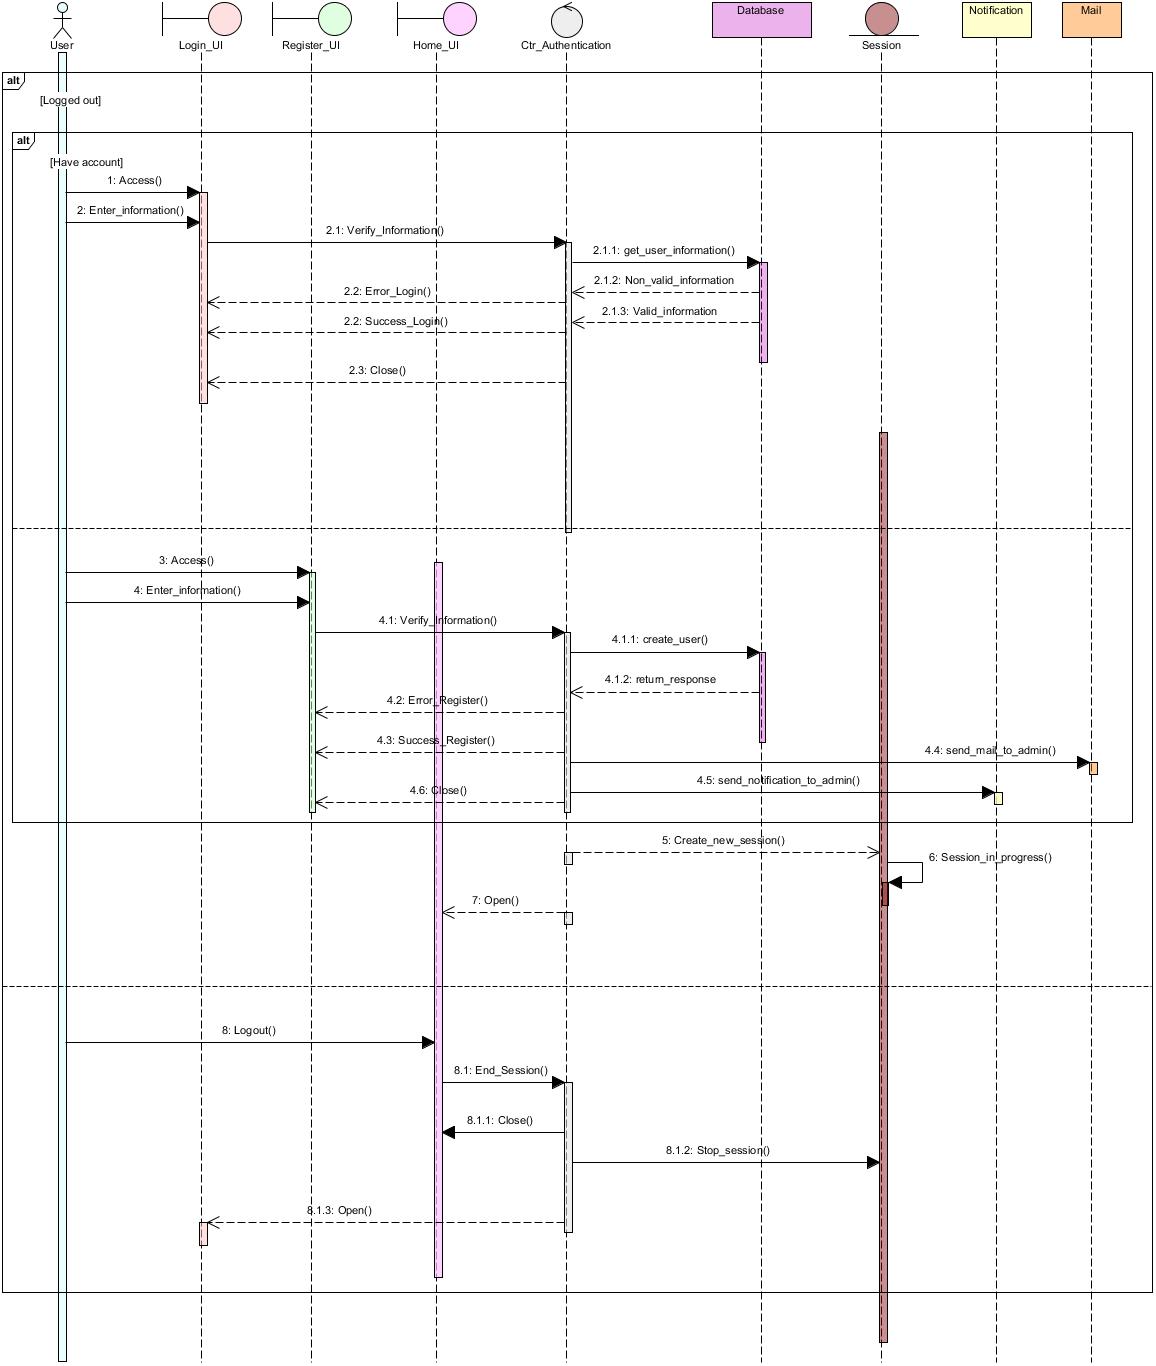 User
Login_UI
Register_UI
Home_UI
Ctr_Authentication
Database
Session
Notification
Mail
alt
[Logged out]
alt
[Have account]
1: Access()
2: Enter_information()
2.1: Verify_Information()
2.1.1: get_user_information()
2.1.2: Non_valid_information
2.2: Error_Login()
2.1.3: Valid_information
2.2: Success_Login()
2.3: Close()
3: Access()
4: Enter_information()
4.1: Verify_Information()
4.1.1: create_user()
4.1.2: return_response
4.2: Error_Register()
4.3: Success_Register()
4.4: send_mail_to_admin()
4.5: send_notification_to_admin()
4.6: Close()
5: Create_new_session()
6: Session_in_progress()
7: Open()
8: Logout()
8.1: End_Session()
8.1.1: Close()
8.1.2: Stop_session()
8.1.3: Open()